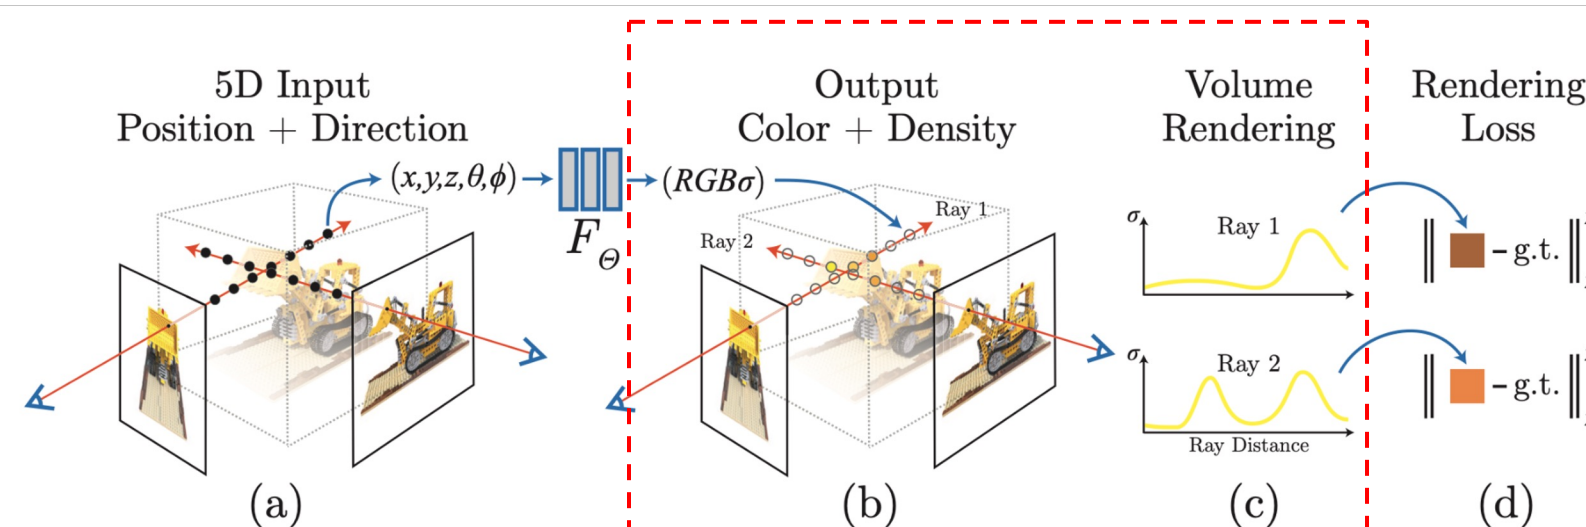 5D Input
Position + Direction
Output
Color + Density
Volume
Rendering
Rendering
Loss
(x,y,z,θ,ϕ)
F_Θ
(RGBσ)
Ray 1
Ray 2
σ
Ray 1
– g.t.
σ
Ray 2
– g.t.
Ray Distance
(a)
(b)
(c)
(d)